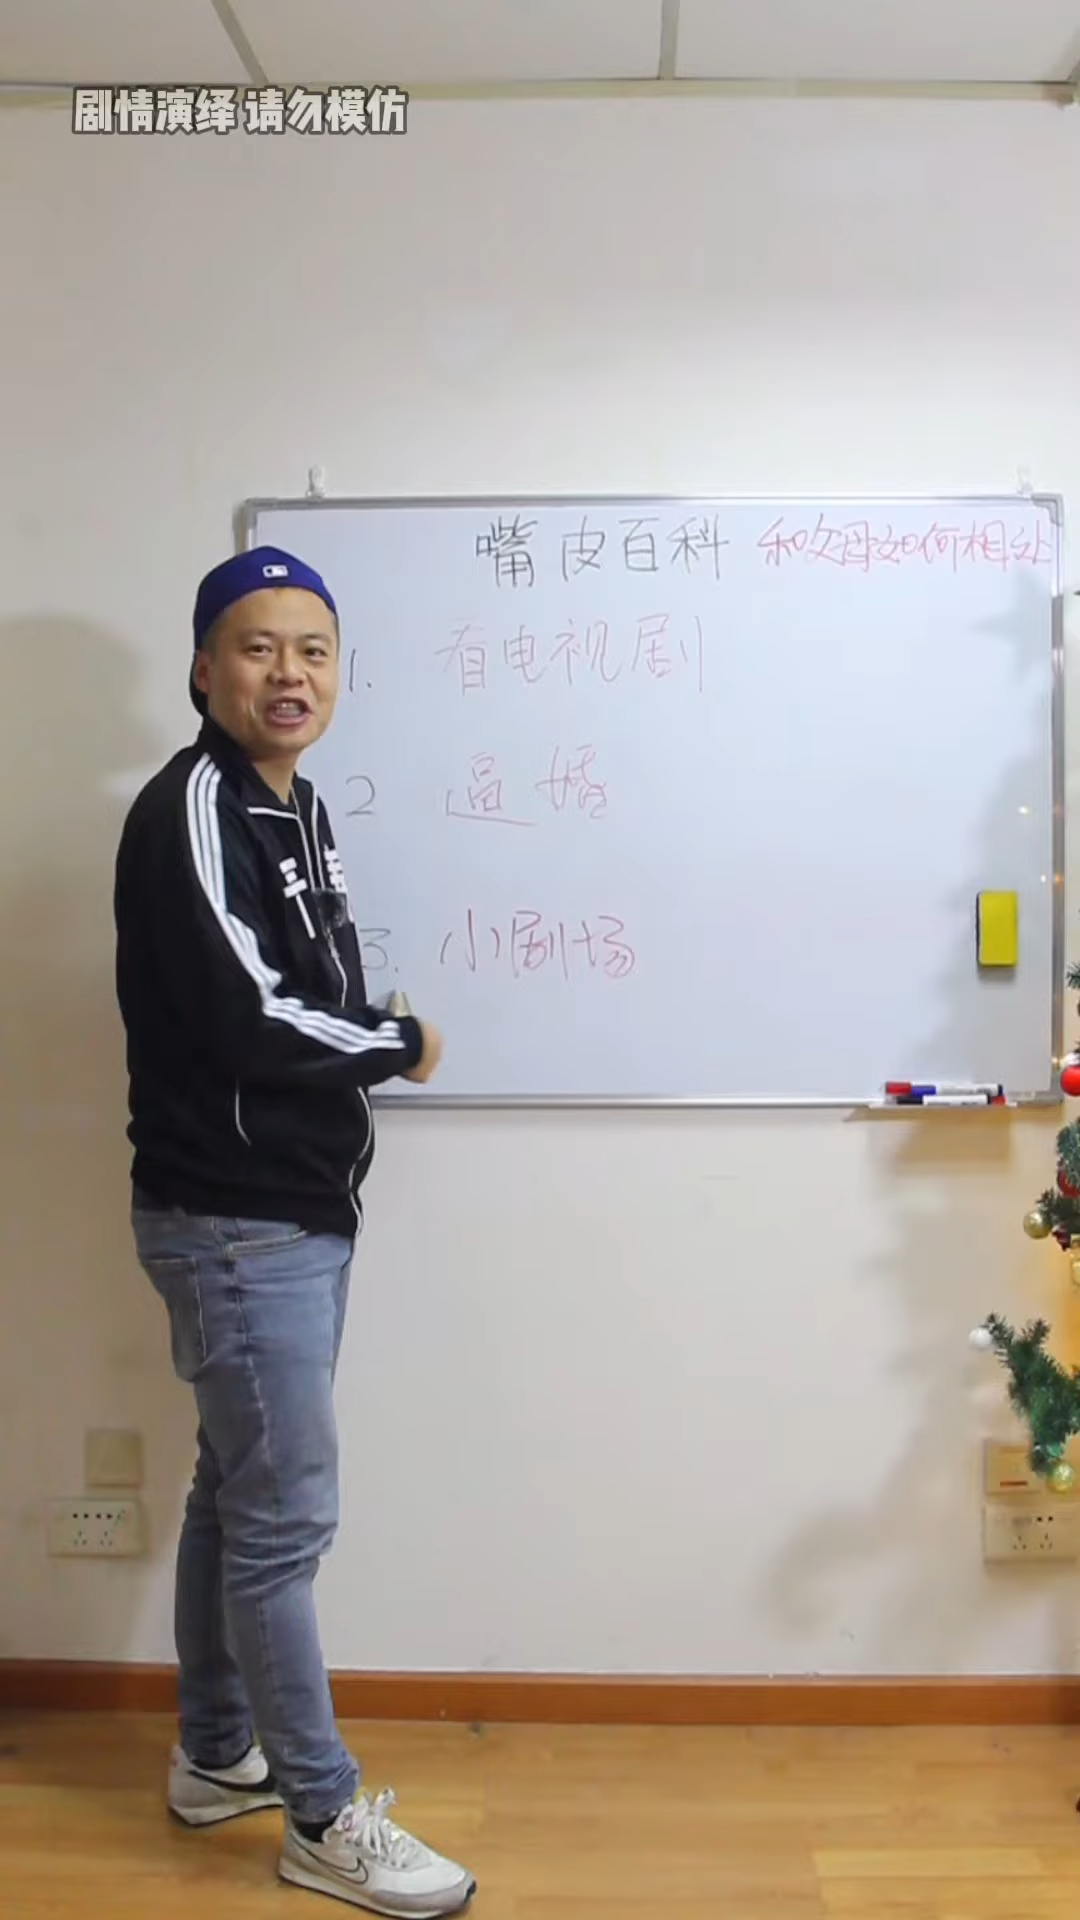 剧情演绎 请勿模仿
嘴皮百科 和父母如何相处
1. 看电视剧
2 逼婚
3. 小剧场
三